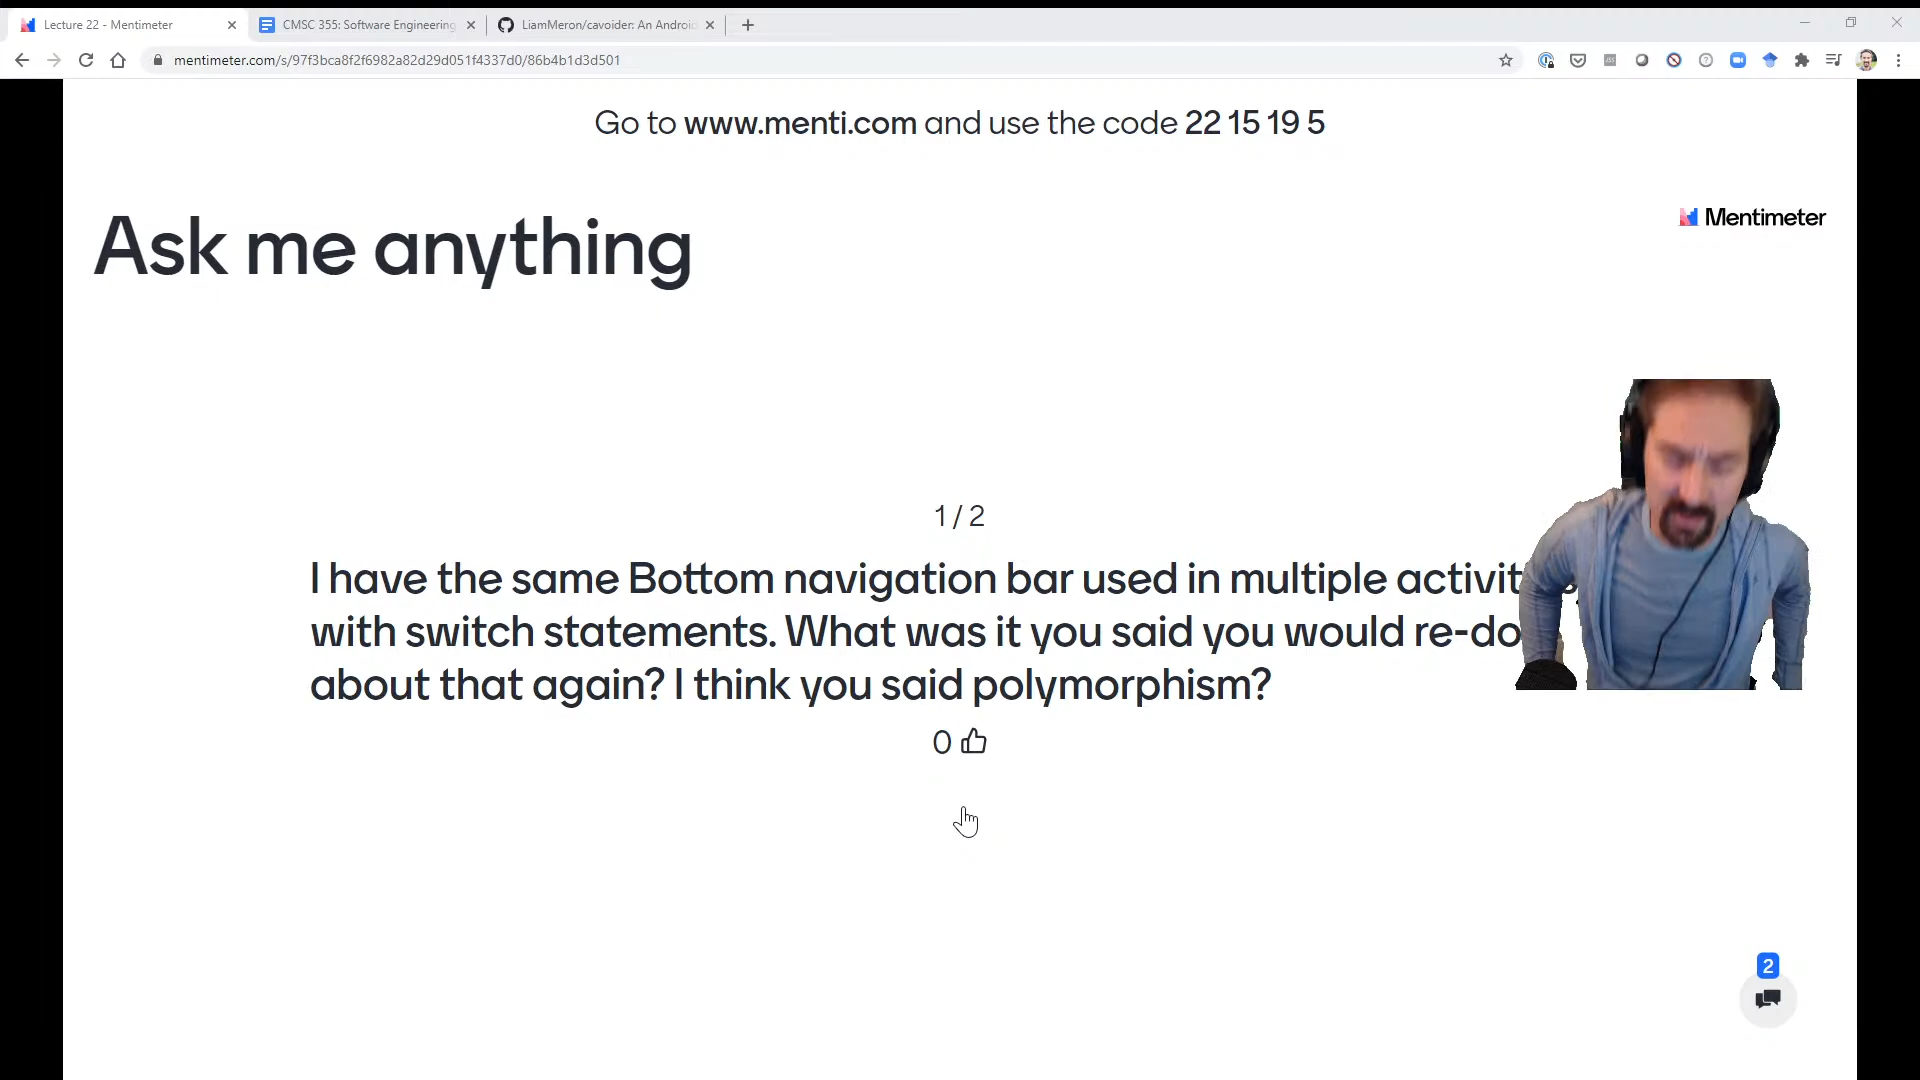 Lecture 22 - Mentimeter
CMSC 355: Software Engineering
LiamMeron/cavoider: An Androi
mentimeter.com/s/97f3bca8f2f6982a82d29d051f4337d0/86b4b1d3d501
Go to www.menti.com and use the code 22 15 19 5
Ask me anything
Mentimeter
1 / 2
I have the same Bottom navigation bar used in multiple activit
with switch statements. What was it you said you would re-do
about that again? I think you said polymorphism?
0
2